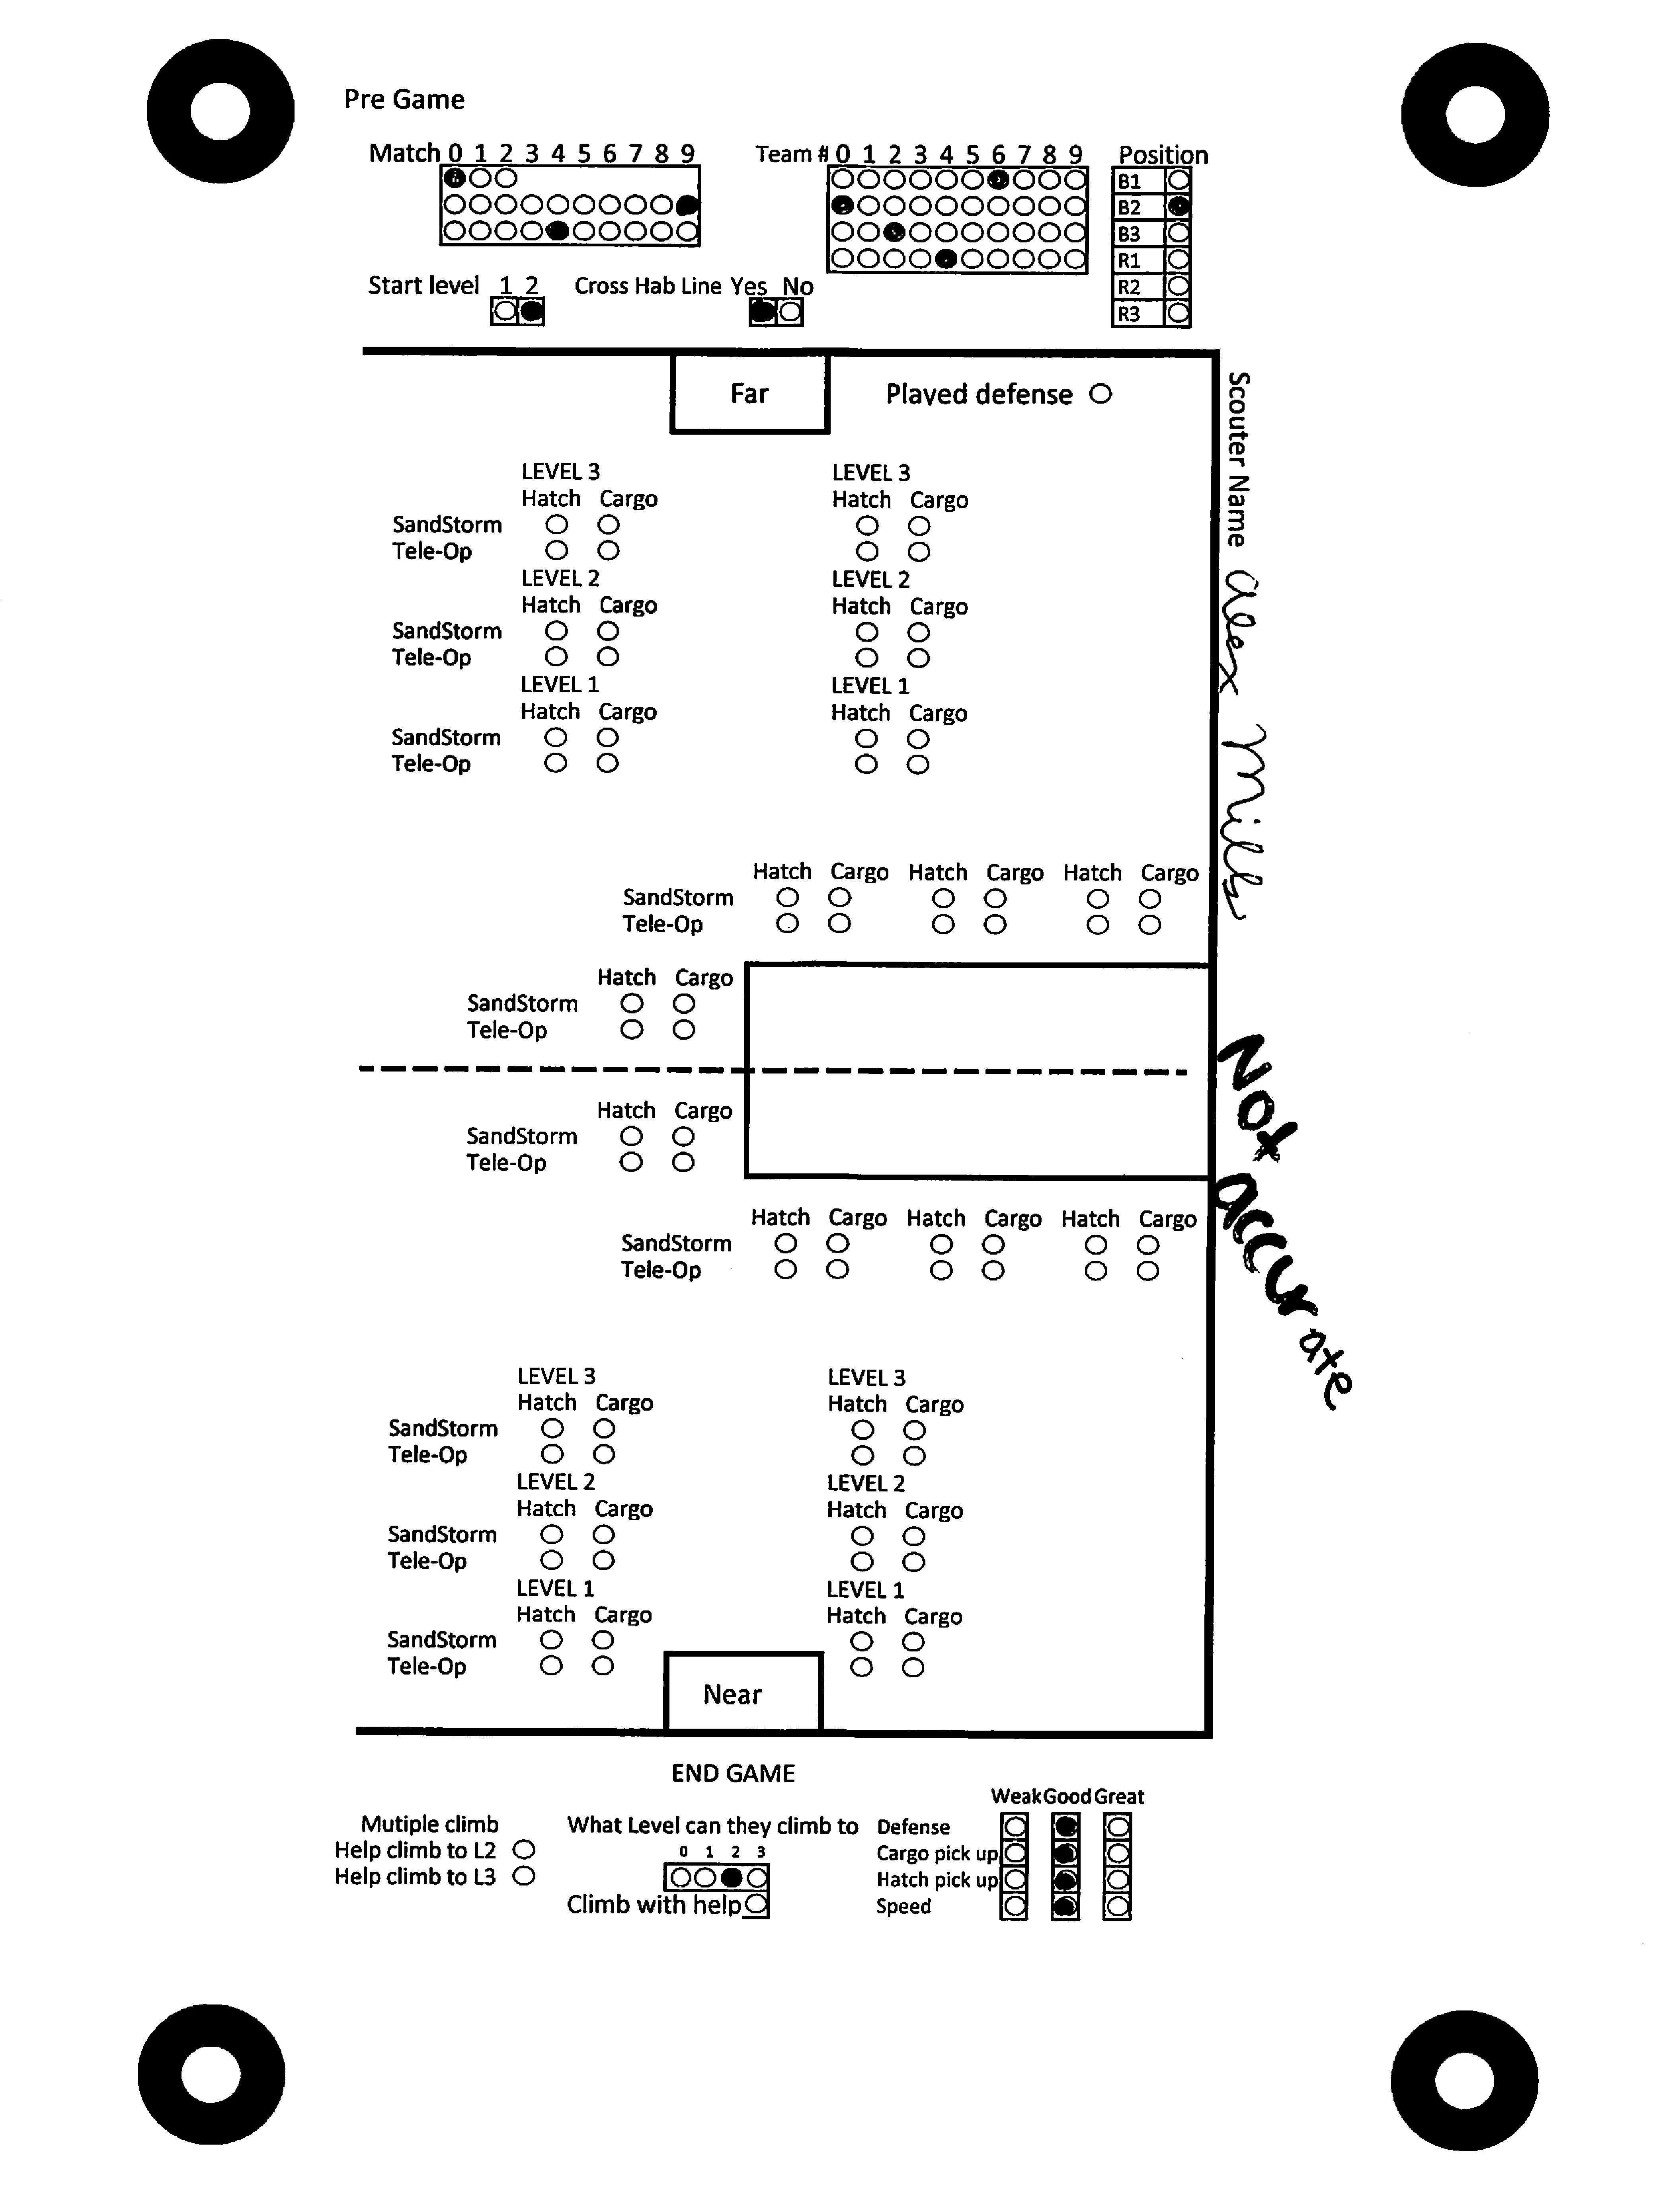 Pre Game
Match 0 1 2 3 4 5 6 7 8 9
Team # 0 1 2 3 4 5 6 7 8 9
Position
B1
B2
B3
R1
R2
R3
Start level 1 2
Cross Hab Line Yes No
Far
Played defense
Scouter Name alex Mills
LEVEL 3 LEVEL 3
Hatch Cargo Hatch Cargo
SandStorm
Tele-Op
LEVEL 2 LEVEL 2
Hatch Cargo Hatch Cargo
SandStorm
Tele-Op
LEVEL 1 LEVEL 1
Hatch Cargo Hatch Cargo
SandStorm
Tele-Op
Hatch Cargo Hatch Cargo Hatch Cargo
SandStorm
Tele-Op
Hatch Cargo
SandStorm
Tele-Op
Not accurate
Hatch Cargo
SandStorm
Tele-Op
Hatch Cargo Hatch Cargo Hatch Cargo
SandStorm
Tele-Op
LEVEL 3 LEVEL 3
Hatch Cargo Hatch Cargo
SandStorm
Tele-Op
LEVEL 2 LEVEL 2
Hatch Cargo Hatch Cargo
SandStorm
Tele-Op
LEVEL 1 LEVEL 1
Hatch Cargo Hatch Cargo
SandStorm
Tele-Op
Near
END GAME
Mutiple climb
Help climb to L2
Help climb to L3
What Level can they climb to
0 1 2 3
Climb with help
Weak Good Great
Defense
Cargo pick up
Hatch pick up
Speed